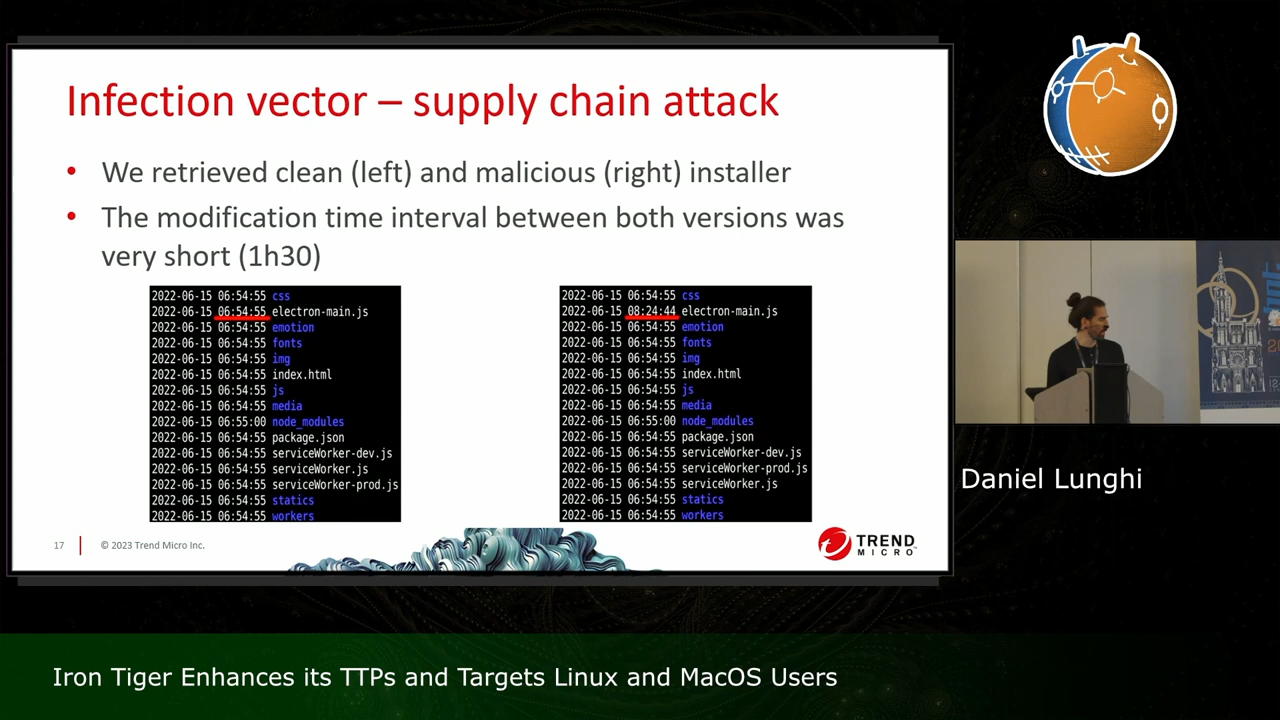 Infection vector – supply chain attack
• We retrieved clean (left) and malicious (right) installer
• The modification time interval between both versions was
very short (1h30)
2022-06-15 06:54:55 css
2022-06-15 06:54:55 electron-main.js
2022-06-15 06:54:55 emotion
2022-06-15 06:54:55 fonts
2022-06-15 06:54:55 img
2022-06-15 06:54:55 index.html
2022-06-15 06:54:55 js
2022-06-15 06:54:55 media
2022-06-15 06:55:00 node_modules
2022-06-15 06:54:55 package.json
2022-06-15 06:54:55 serviceWorker-dev.js
2022-06-15 06:54:55 serviceWorker.js
2022-06-15 06:54:55 serviceWorker-prod.js
2022-06-15 06:54:55 statics
2022-06-15 06:54:55 workers
2022-06-15 06:54:55 css
2022-06-15 08:24:44 electron-main.js
2022-06-15 06:54:55 emotion
2022-06-15 06:54:55 fonts
2022-06-15 06:54:55 img
2022-06-15 06:54:55 index.html
2022-06-15 06:54:55 js
2022-06-15 06:54:55 media
2022-06-15 06:55:00 node_modules
2022-06-15 06:54:55 package.json
2022-06-15 06:54:55 serviceWorker-dev.js
2022-06-15 06:54:55 serviceWorker-prod.js
2022-06-15 06:54:55 serviceWorker.js
2022-06-15 06:54:55 statics
2022-06-15 06:54:55 workers
17
© 2023 Trend Micro Inc.
TREND
MICRO™
Daniel Lunghi
Iron Tiger Enhances its TTPs and Targets Linux and MacOS Users